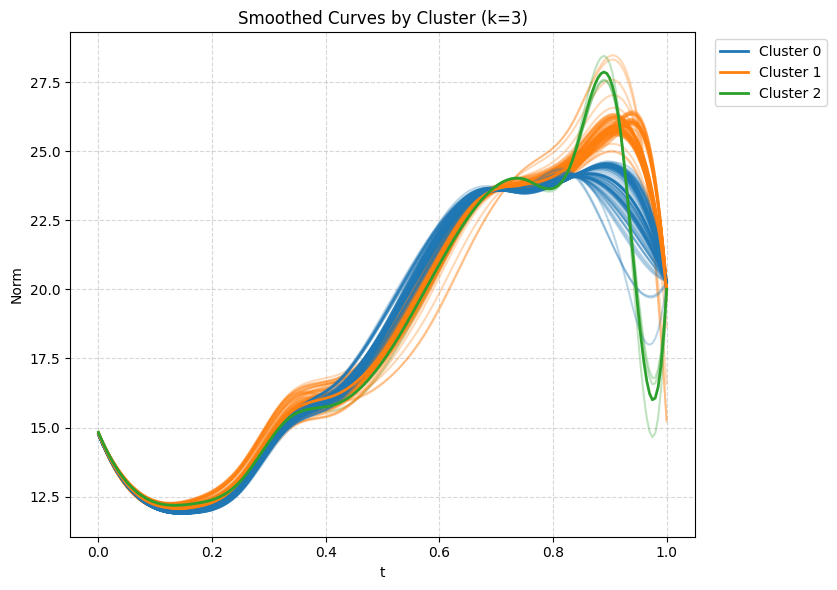 Smoothed Curves by Cluster (k=3)
Cluster 0
Cluster 1
Cluster 2
Norm
27.5
25.0
22.5
20.0
17.5
15.0
12.5
0.0 0.2 0.4 0.6 0.8 1.0
t